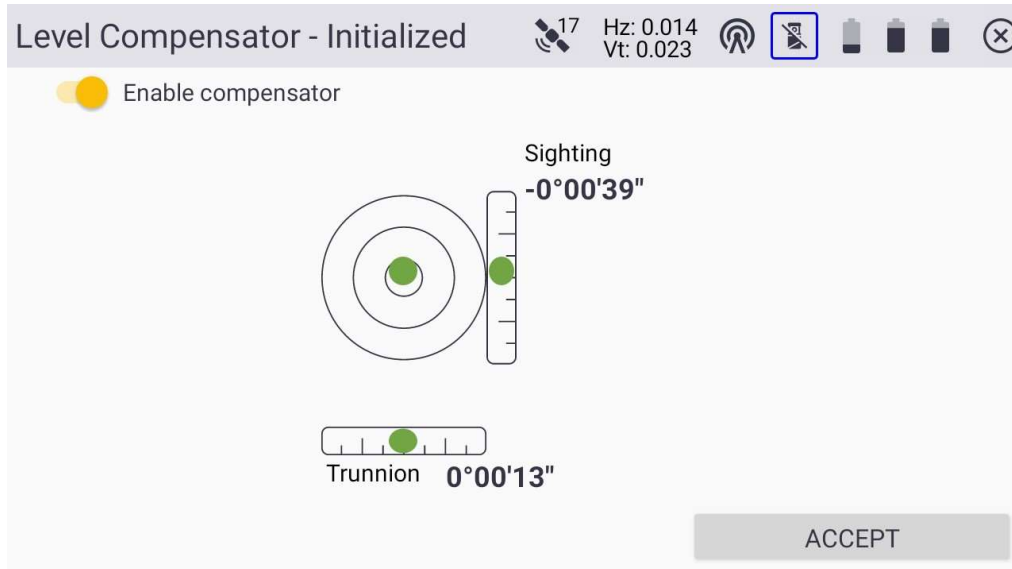 Level Compensator - Initialized
17
Hz: 0.014
Vt: 0.023
Enable compensator
Sighting
-0°00'39"
Trunnion 0°00'13"
ACCEPT